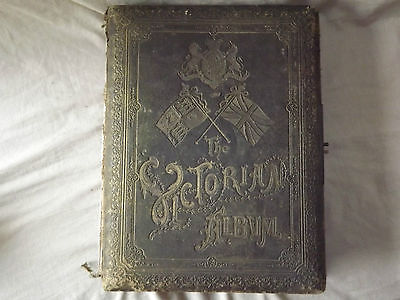 The
Victorian
Album